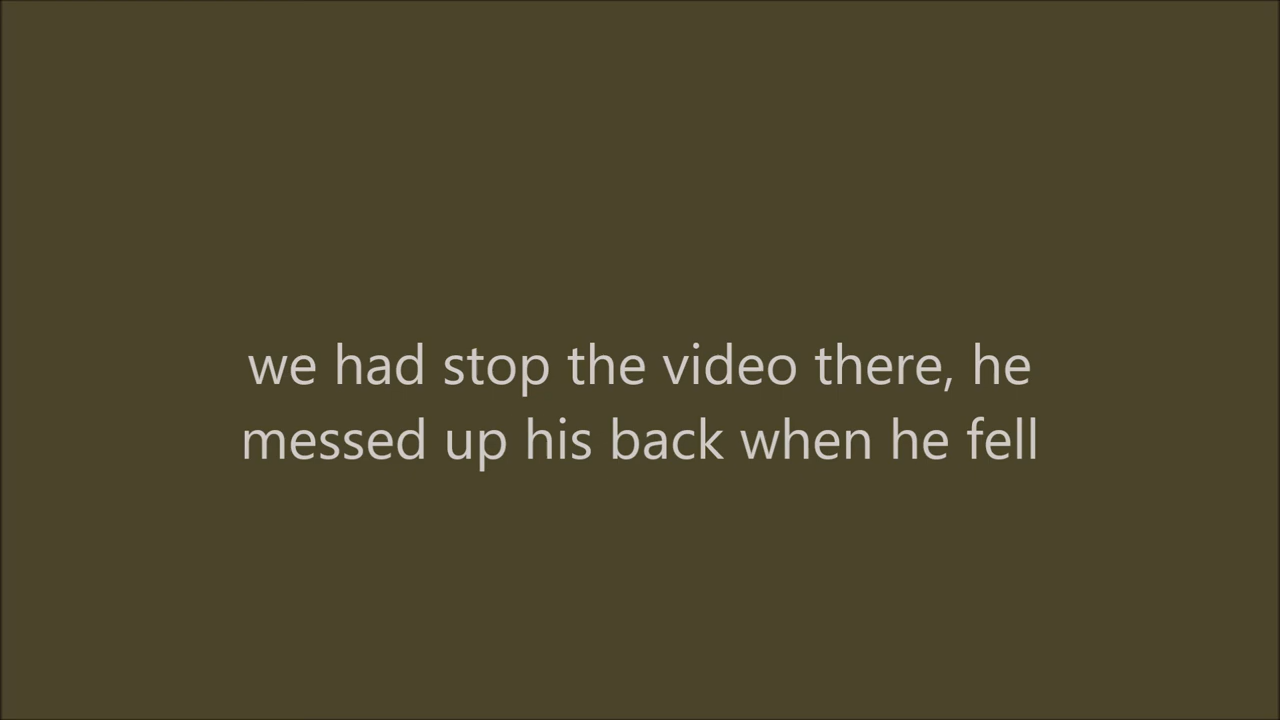 we had stop the video there, he
messed up his back when he fell